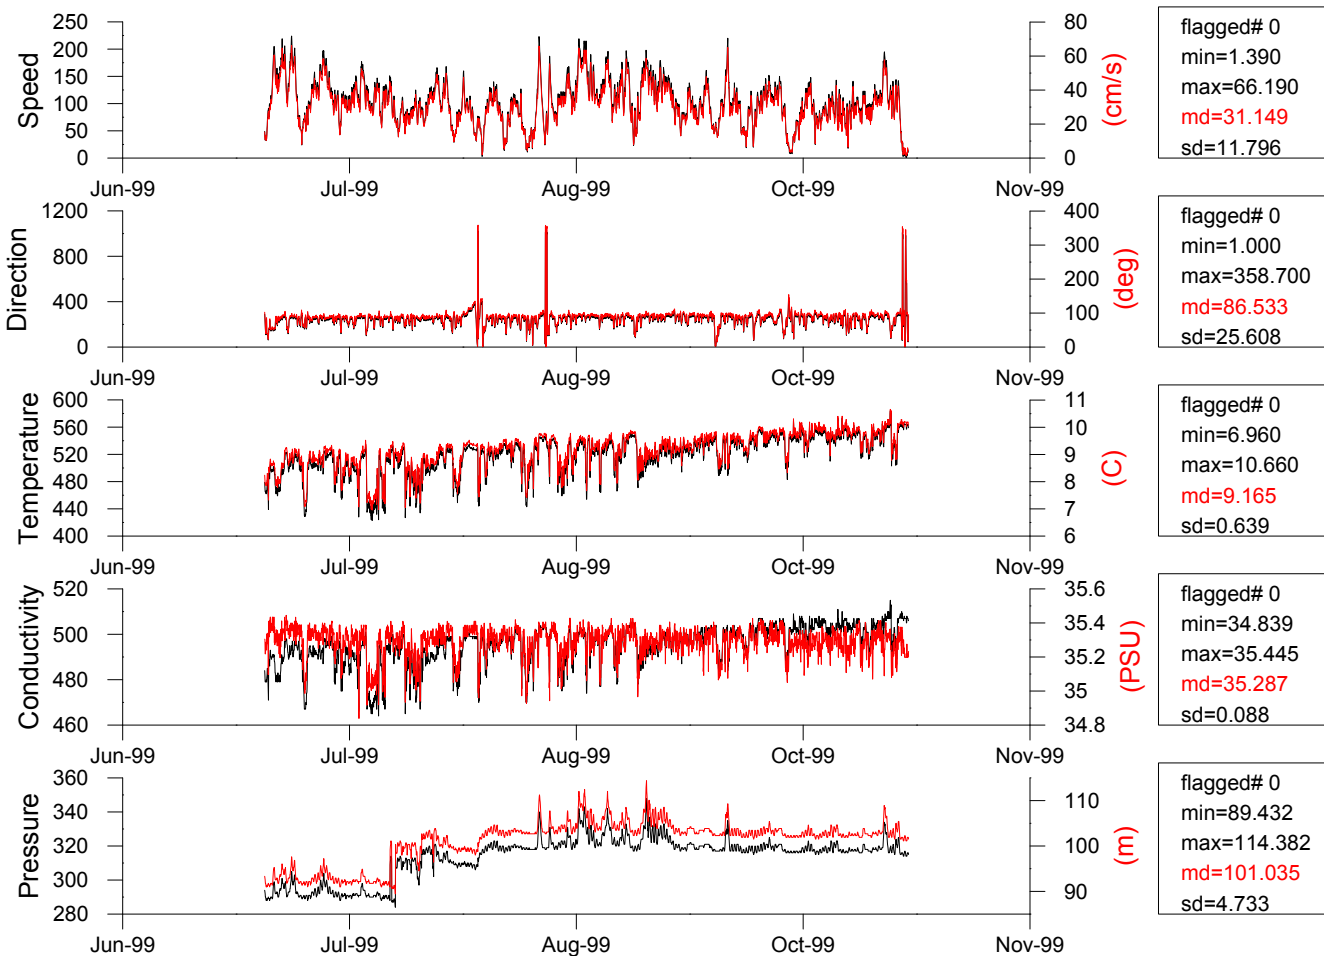 250
200
150
100
50
0
Speed
80
60
40
20
0
(cm/s)
Jun-99 Jul-99 Aug-99 Oct-99 Nov-99
flagged# 0
min=1.390
max=66.190
md=31.149
sd=11.796
1200
800
400
0
Direction
400
300
200
100
0
(deg)
Jun-99 Jul-99 Aug-99 Oct-99 Nov-99
flagged# 0
min=1.000
max=358.700
md=86.533
sd=25.608
600
560
520
480
440
400
Temperature
11
10
9
8
7
6
(C)
Jun-99 Jul-99 Aug-99 Oct-99 Nov-99
flagged# 0
min=6.960
max=10.660
md=9.165
sd=0.639
520
500
480
460
Conductivity
35.6
35.4
35.2
35
34.8
(PSU)
Jun-99 Jul-99 Aug-99 Oct-99 Nov-99
flagged# 0
min=34.839
max=35.445
md=35.287
sd=0.088
360
340
320
300
280
Pressure
110
100
90
(m)
Jun-99 Jul-99 Aug-99 Oct-99 Nov-99
flagged# 0
min=89.432
max=114.382
md=101.035
sd=4.733